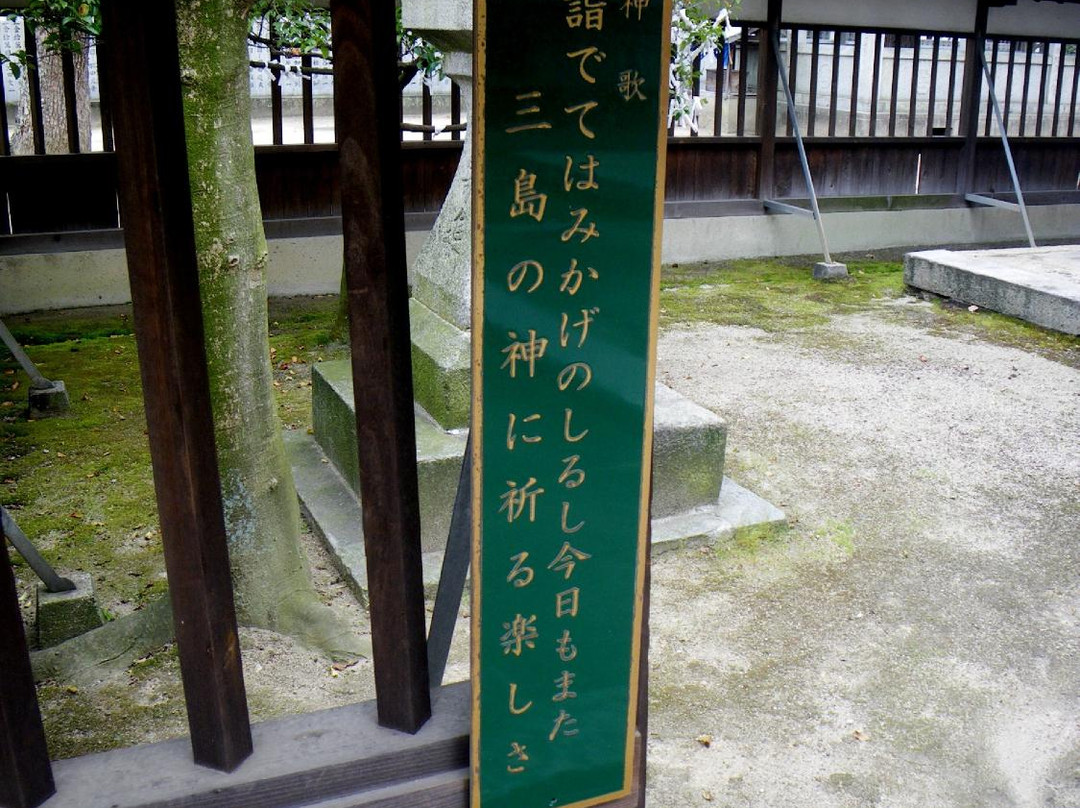 神歌
詣でてはみかげのしるし今日もまた
三島の神に祈る楽しさ